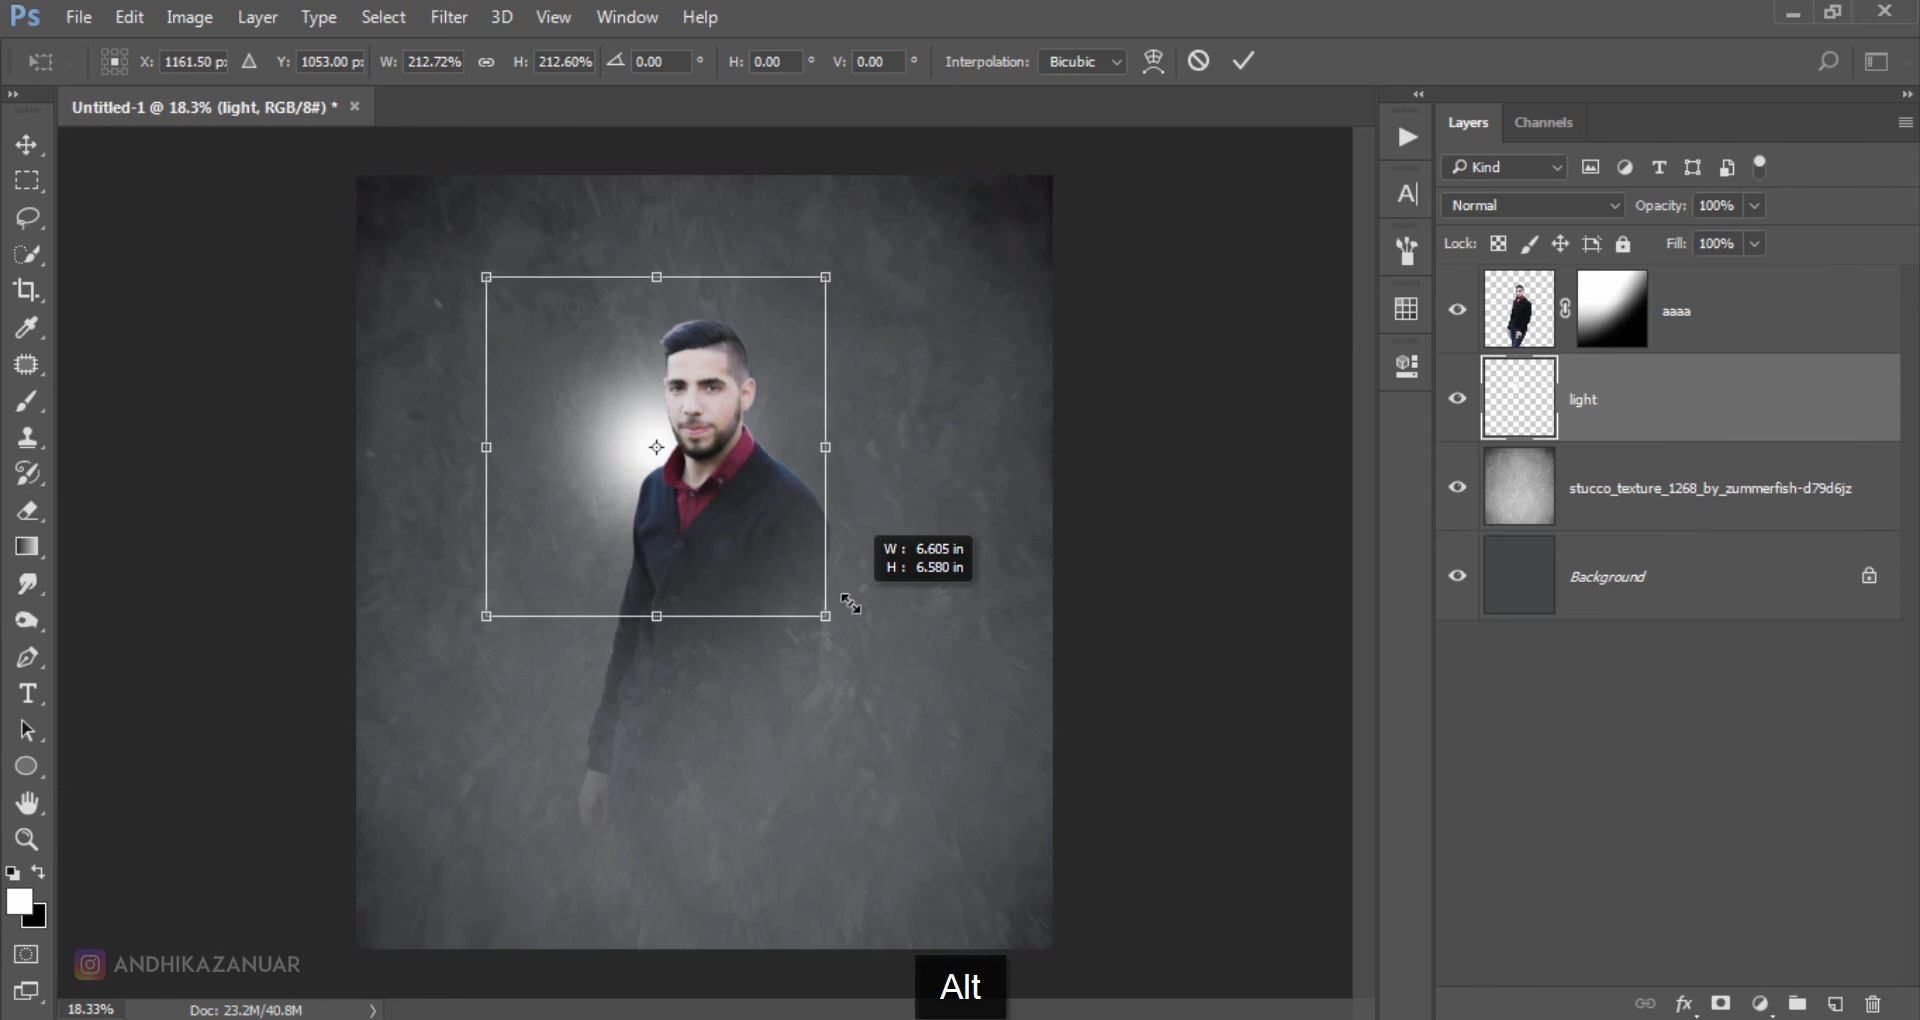 Ps File Edit Image Layer Type Select Filter 3D View Window Help
X: 1161.50 p: Y: 1053.00 p: W: 212.72% H: 212.60% 0.00 ° H: 0.00 ° V: 0.00 ° Interpolation: Bicubic
Untitled-1 @ 18.3% (light, RGB/8#) * ×
Layers Channels
Kind
Normal Opacity: 100%
Lock: Fill: 100%
aaaa
light
stucco_texture_1268_by_zummerfish-d79d6jz
Background
W : 6.605 in
H : 6.580 in
ANDHIKAZANUAR
Alt
18.33% Doc: 23.2M/40.8M